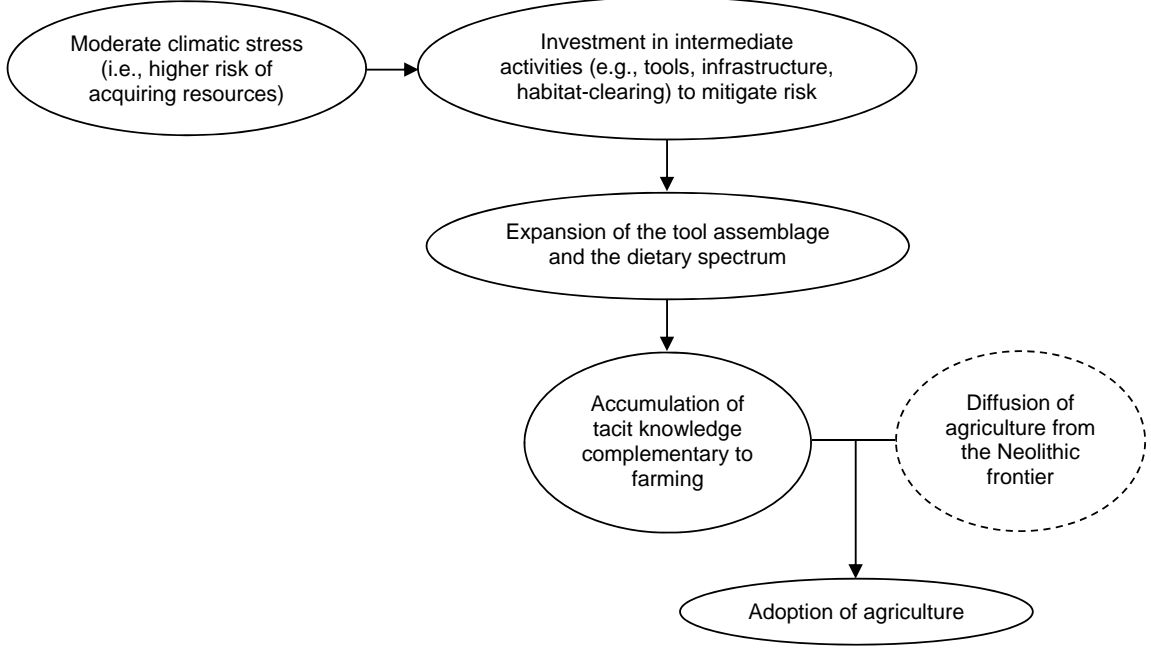 Moderate climatic stress
(i.e., higher risk of
acquiring resources)
Investment in intermediate
activities (e.g., tools, infrastructure,
habitat-clearing) to mitigate risk
Expansion of the tool assemblage
and the dietary spectrum
Accumulation of
tacit knowledge
complementary to
farming
Diffusion of
agriculture from
the Neolithic
frontier
Adoption of agriculture